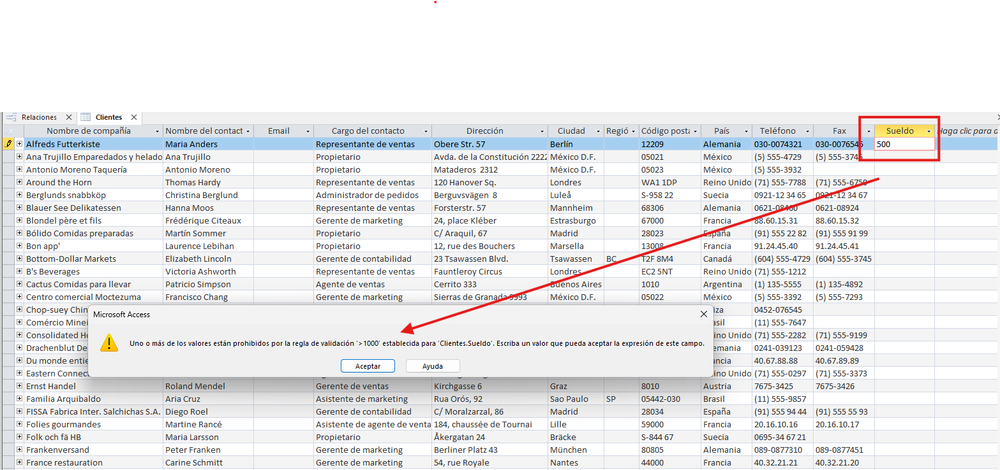 Relaciones Clientes
Nombre de compañía Nombre del contact Email Cargo del contacto Dirección Ciudad Regió Código posta País Teléfono Fax Sueldo Haga clic para a
Alfreds Futterkiste Maria Anders Representante de ventas Obere Str. 57 Berlín 12209 Alemania 030-0074321 030-0076545 500
Ana Trujillo Emparedados y helado Ana Trujillo Propietario Avda. de la Constitución 2222 México D.F. 05021 México (5) 555-4729 (5) 555-3745
Antonio Moreno Taquería Antonio Moreno Propietario Mataderos 2312 México D.F. 05023 México (5) 555-3932
Around the Horn Thomas Hardy Representante de ventas 120 Hanover Sq. Londres WA1 1DP Reino Unido (71) 555-7788 (71) 555-6750
Berglunds snabbköp Christina Berglund Administrador de pedidos Berguvsvägen 8 Luleå S-958 22 Suecia 0921-12 34 65 0921-12 34 67
Blauer See Delikatessen Hanna Moos Representante de ventas Forsterstr. 57 Mannheim 68306 Alemania 0621-08460 0621-08924
Blondel père et fils Frédérique Citeaux Gerente de marketing 24, place Kléber Estrasburgo 67000 Francia 88.60.15.31 88.60.15.32
Bólido Comidas preparadas Martín Sommer Propietario C/ Araquil, 67 Madrid 28023 España (91) 555 22 82 (91) 555 91 99
Bon app' Laurence Lebihan Propietario 12, rue des Bouchers Marsella 13008 Francia 91.24.45.40 91.24.45.41
Bottom-Dollar Markets Elizabeth Lincoln Gerente de contabilidad 23 Tsawassen Blvd. Tsawassen BC T2F 8M4 Canadá (604) 555-4729 (604) 555-3745
B's Beverages Victoria Ashworth Representante de ventas Fauntleroy Circus Londres EC2 5NT Reino Unido (71) 555-1212
Cactus Comidas para llevar Patricio Simpson Agente de ventas Cerrito 333 Buenos Aires 1010 Argentina (1) 135-5555 (1) 135-4892
Centro comercial Moctezuma Francisco Chang Gerente de marketing Sierras de Granada 9993 México D.F. 05022 México (5) 555-3392 (5) 555-7293
Chop-suey Chin iza 0452-076545
Comércio Minei asil (11) 555-7647
Consolidated Ho ino Unido (71) 555-2282 (71) 555-9199
Drachenblut De emania 0241-039123 0241-059428
Du monde entie ancia 40.67.88.88 40.67.89.89
Eastern Connect ino Unido (71) 555-0297 (71) 555-3373
Microsoft Access
Uno o más de los valores están prohibidos por la regla de validación '>1000' establecida para 'Clientes.Sueldo'. Escriba un valor que pueda aceptar la expresión de este campo.
Aceptar Ayuda
Ernst Handel Roland Mendel Gerente de ventas Kirchgasse 6 Graz 8010 Austria 7675-3425 7675-3426
Familia Arquibaldo Aria Cruz Asistente de marketing Rua Orós, 92 Sao Paulo SP 05442-030 Brasil (11) 555-9857
FISSA Fabrica Inter. Salchichas S.A. Diego Roel Gerente de contabilidad C/ Moralzarzal, 86 Madrid 28034 España (91) 555 94 44 (91) 555 55 93
Folies gourmandes Martine Rancé Asistente de agente de venta 184, chaussée de Tournai Lille 59000 Francia 20.16.10.16 20.16.10.17
Folk och fä HB Maria Larsson Propietario Åkergatan 24 Bräcke S-844 67 Suecia 0695-34 67 21
Frankenversand Peter Franken Gerente de marketing Berliner Platz 43 München 80805 Alemania 089-0877310 089-0877451
France restauration Carine Schmitt Gerente de marketing 54, rue Royale Nantes 44000 Francia 40.32.21.21 40.32.21.20